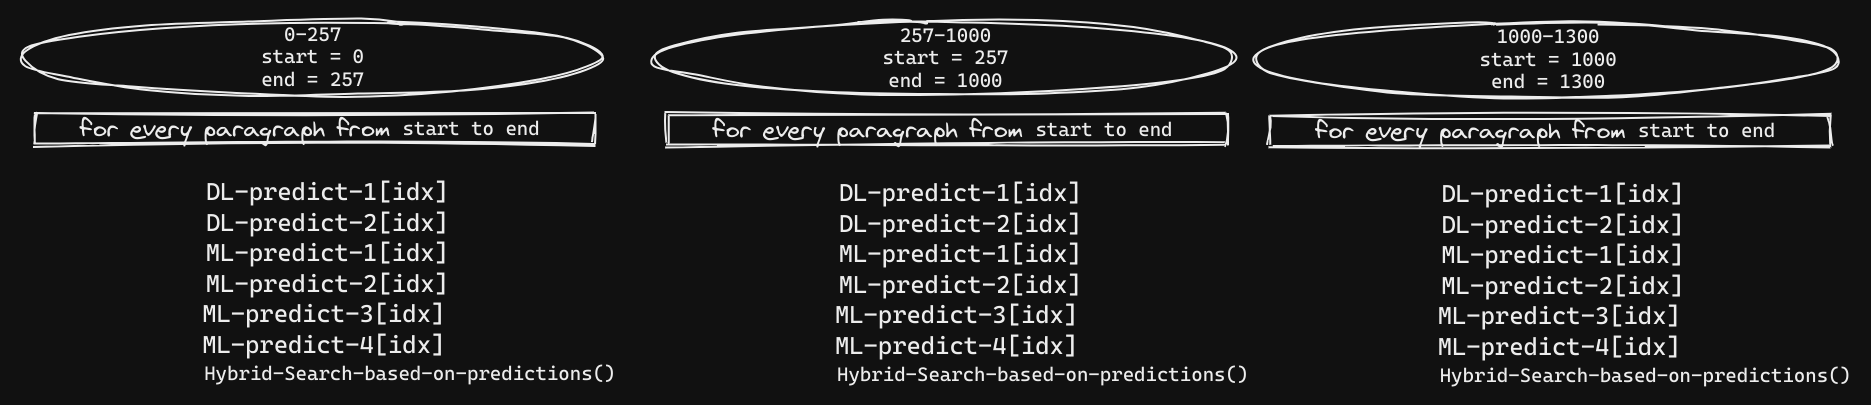 0-257
start = 0
end = 257
for every paragraph from start to end
DL-predict-1[idx]
DL-predict-2[idx]
ML-predict-1[idx]
ML-predict-2[idx]
ML-predict-3[idx]
ML-predict-4[idx]
Hybrid-Search-based-on-predictions()
257-1000
start = 257
end = 1000
for every paragraph from start to end
DL-predict-1[idx]
DL-predict-2[idx]
ML-predict-1[idx]
ML-predict-2[idx]
ML-predict-3[idx]
ML-predict-4[idx]
Hybrid-Search-based-on-predictions()
1000-1300
start = 1000
end = 1300
for every paragraph from start to end
DL-predict-1[idx]
DL-predict-2[idx]
ML-predict-1[idx]
ML-predict-2[idx]
ML-predict-3[idx]
ML-predict-4[idx]
Hybrid-Search-based-on-predictions()